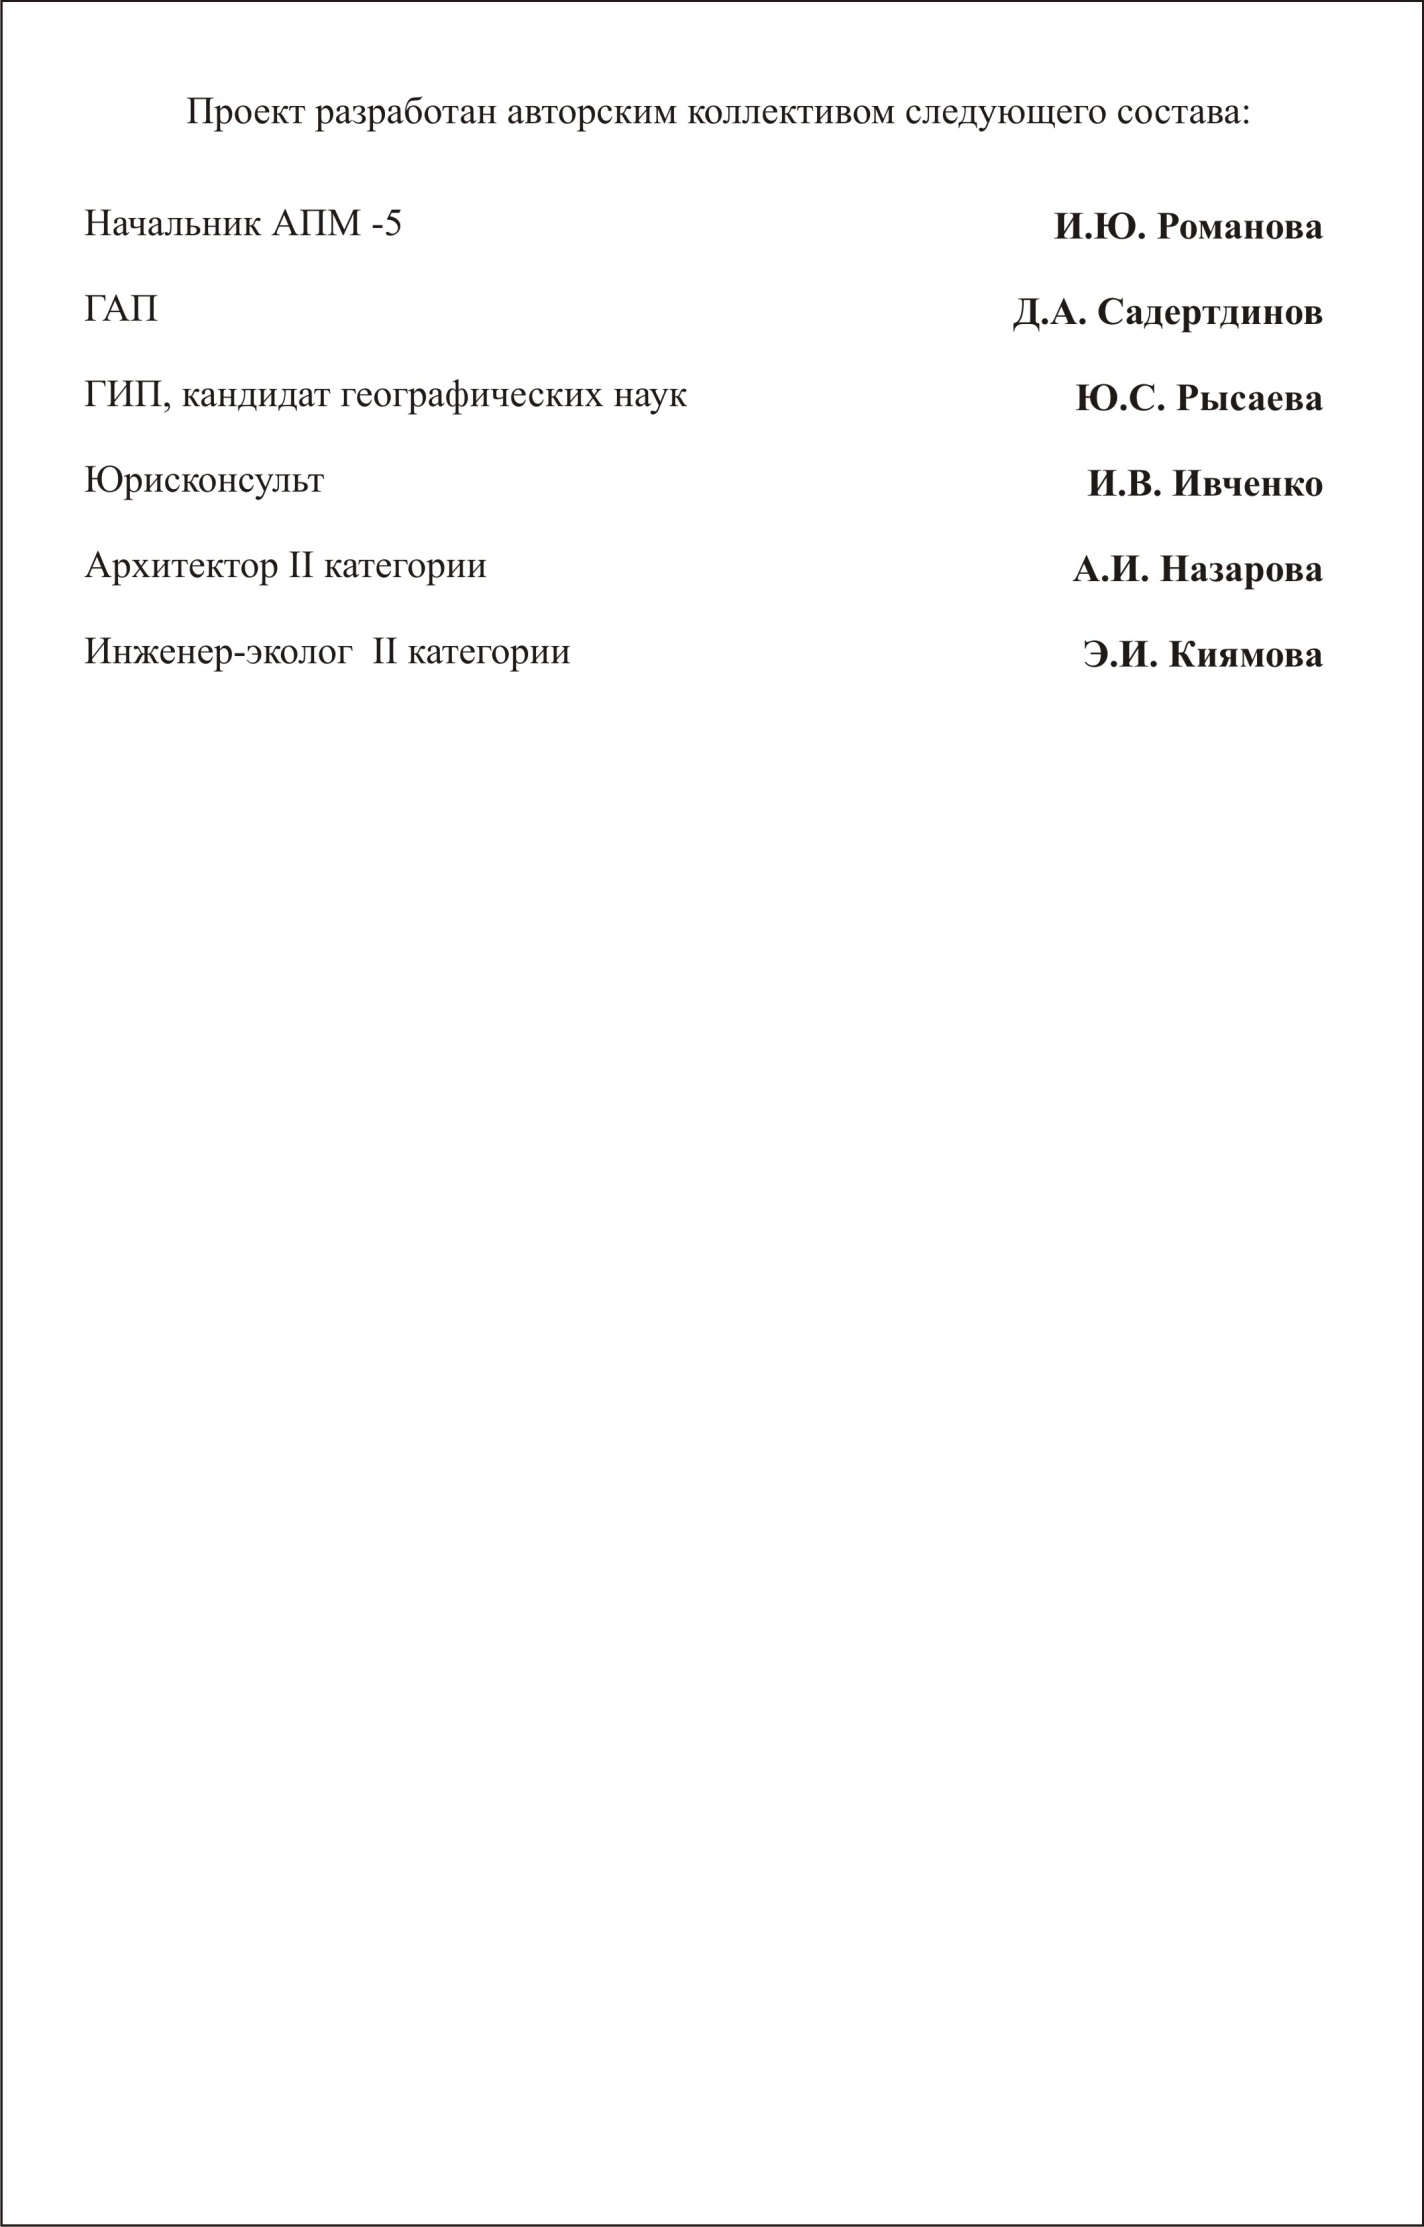 Проект разработан авторским коллективом следующего состава:
Начальник АПМ -5 И.Ю. Романова
ГАП Д.А. Садертдинов
ГИП, кандидат географических наук Ю.С. Рысаева
Юрисконсульт И.В. Ивченко
Архитектор II категории А.И. Назарова
Инженер-эколог  II категории Э.И. Киямова